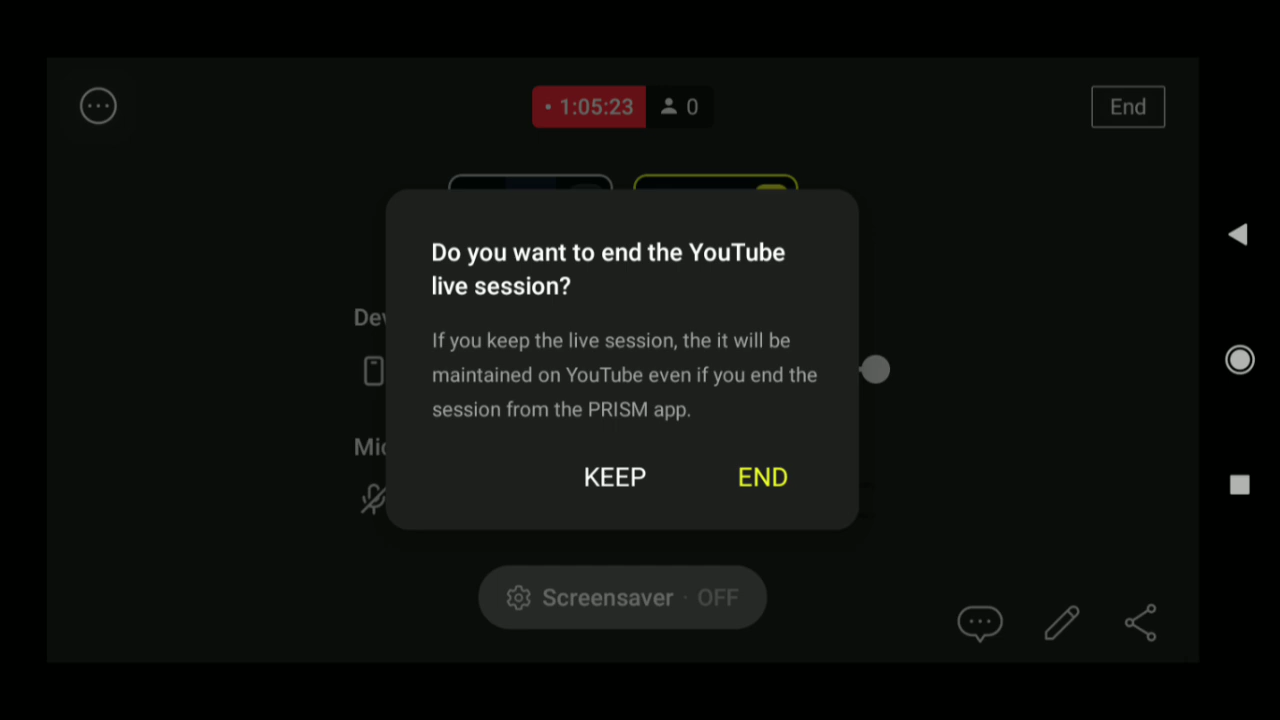 • 1:05:23 0
End
Do you want to end the YouTube
live session?
Dev
If you keep the live session, the it will be
maintained on YouTube even if you end the
session from the PRISM app.
Mic
KEEP END
Screensaver · OFF